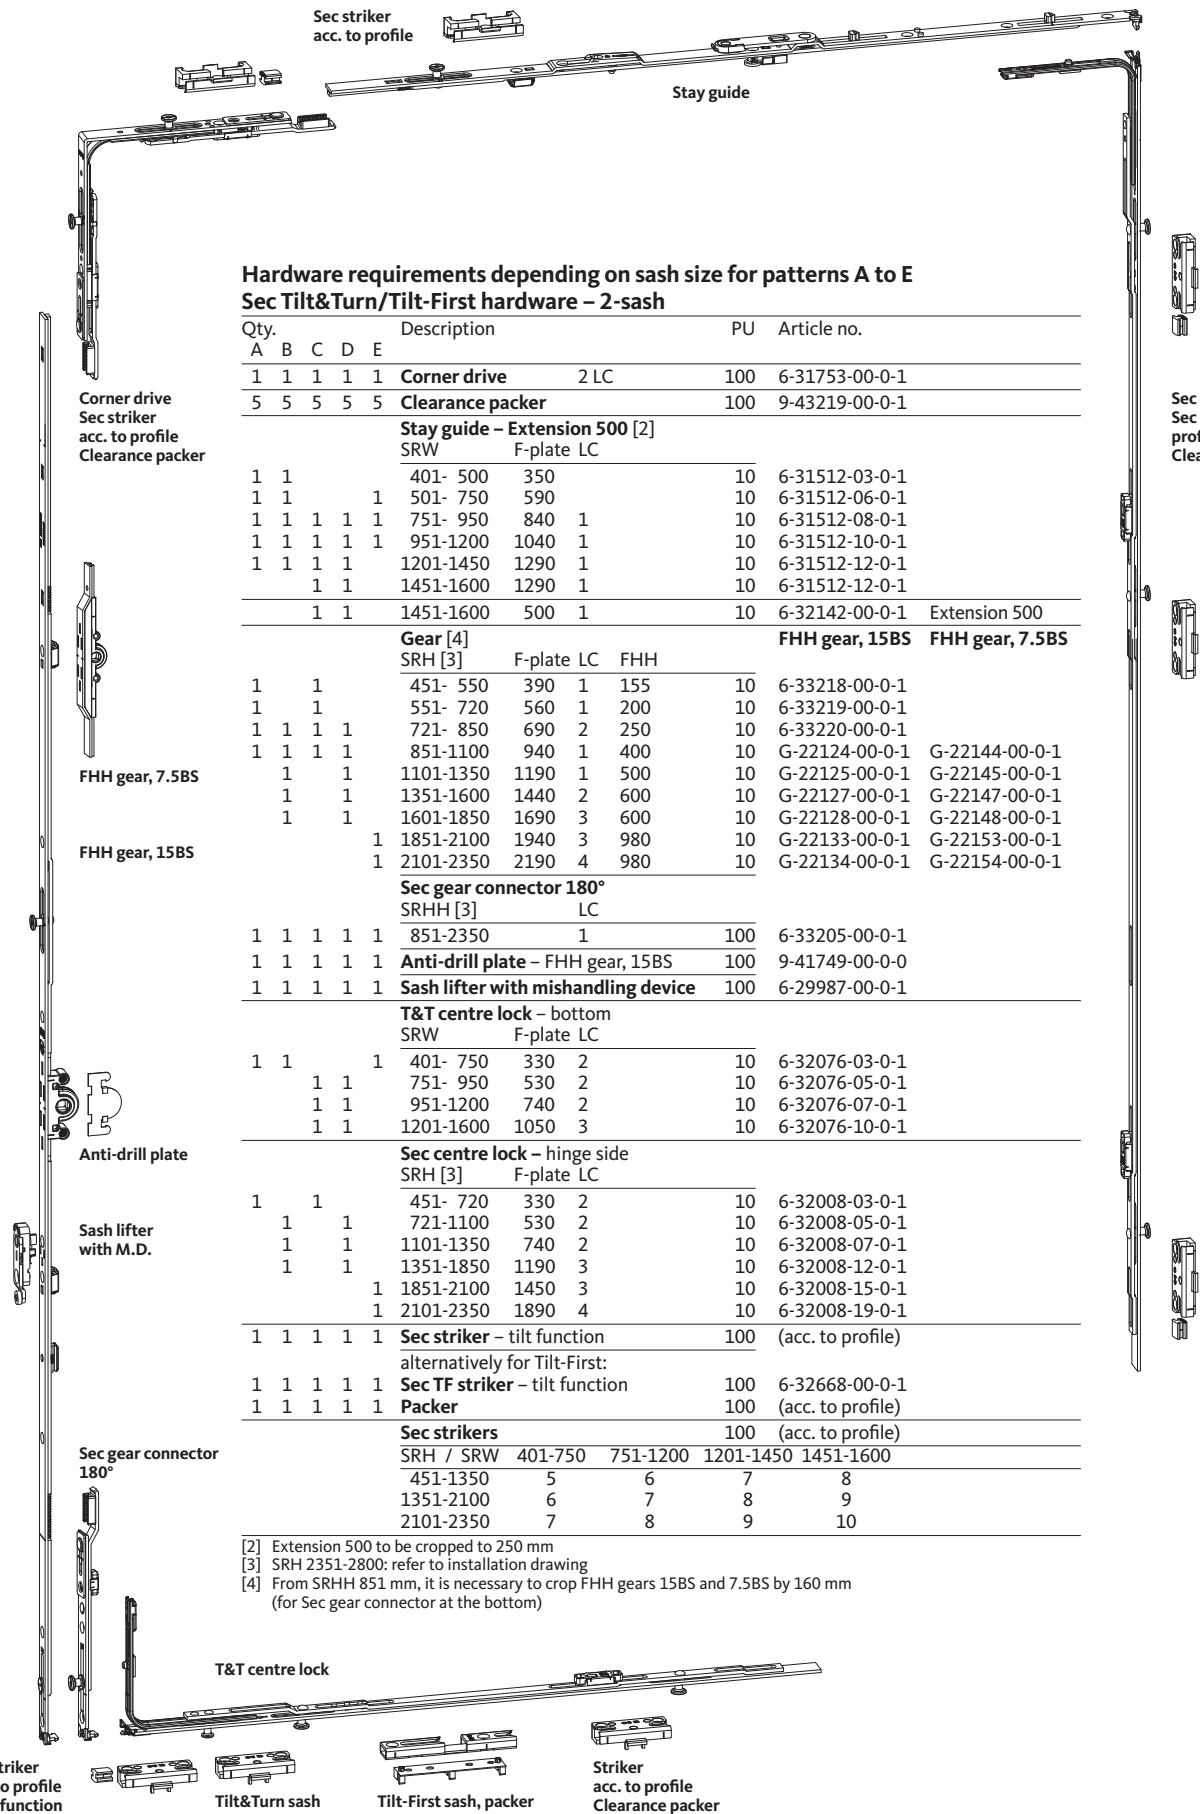 Sec striker
acc. to profile
Stay guide
Hardware requirements depending on sash size for patterns A to E
Sec Tilt&Turn/Tilt-First hardware – 2-sash
Qty. Description PU Article no.
A B C D E
1 1 1 1 1 Corner drive 2 LC 100 6-31753-00-0-1
5 5 5 5 5 Clearance packer 100 9-43219-00-0-1
Corner drive
Sec striker
acc. to profile
Clearance packer
Sec
Sec
prof
Clea
Stay guide – Extension 500 [2]
SRW F-plate LC
1 1 401- 500 350 10 6-31512-03-0-1
1 1 1 501- 750 590 10 6-31512-06-0-1
1 1 1 1 1 751- 950 840 1 10 6-31512-08-0-1
1 1 1 1 1 951-1200 1040 1 10 6-31512-10-0-1
1 1 1 1 1201-1450 1290 1 10 6-31512-12-0-1
1 1 1451-1600 1290 1 10 6-31512-12-0-1
1 1 1451-1600 500 1 10 6-32142-00-0-1 Extension 500
Gear [4] FHH gear, 15BS FHH gear, 7.5BS
SRH [3] F-plate LC FHH
1 1 451- 550 390 1 155 10 6-33218-00-0-1
1 1 551- 720 560 1 200 10 6-33219-00-0-1
1 1 1 1 721- 850 690 2 250 10 6-33220-00-0-1
1 1 1 1 851-1100 940 1 400 10 G-22124-00-0-1 G-22144-00-0-1
1 1 1101-1350 1190 1 500 10 G-22125-00-0-1 G-22145-00-0-1
1 1 1351-1600 1440 2 600 10 G-22127-00-0-1 G-22147-00-0-1
1 1 1601-1850 1690 3 600 10 G-22128-00-0-1 G-22148-00-0-1
1 1851-2100 1940 3 980 10 G-22133-00-0-1 G-22153-00-0-1
1 2101-2350 2190 4 980 10 G-22134-00-0-1 G-22154-00-0-1
FHH gear, 7.5BS
FHH gear, 15BS
Sec gear connector 180°
SRHH [3] LC
1 1 1 1 1 851-2350 1 100 6-33205-00-0-1
1 1 1 1 1 Anti-drill plate – FHH gear, 15BS 100 9-41749-00-0-0
1 1 1 1 1 Sash lifter with mishandling device 100 6-29987-00-0-1
T&T centre lock – bottom
SRW F-plate LC
1 1 1 401- 750 330 2 10 6-32076-03-0-1
1 1 751- 950 530 2 10 6-32076-05-0-1
1 1 951-1200 740 2 10 6-32076-07-0-1
1 1 1201-1600 1050 3 10 6-32076-10-0-1
Anti-drill plate
Sec centre lock – hinge side
SRH [3] F-plate LC
1 1 451- 720 330 2 10 6-32008-03-0-1
1 1 721-1100 530 2 10 6-32008-05-0-1
1 1 1101-1350 740 2 10 6-32008-07-0-1
1 1 1351-1850 1190 3 10 6-32008-12-0-1
1 1851-2100 1450 3 10 6-32008-15-0-1
1 2101-2350 1890 4 10 6-32008-19-0-1
Sash lifter
with M.D.
1 1 1 1 1 Sec striker – tilt function 100 (acc. to profile)
alternatively for Tilt-First:
1 1 1 1 1 Sec TF striker – tilt function 100 6-32668-00-0-1
1 1 1 1 1 Packer 100 (acc. to profile)
Sec strikers 100 (acc. to profile)
SRH / SRW 401-750 751-1200 1201-1450 1451-1600
451-1350 5 6 7 8
1351-2100 6 7 8 9
2101-2350 7 8 9 10
Sec gear connector
180°
[2] Extension 500 to be cropped to 250 mm
[3] SRH 2351-2800: refer to installation drawing
[4] From SRHH 851 mm, it is necessary to crop FHH gears 15BS and 7.5BS by 160 mm
(for Sec gear connector at the bottom)
T&T centre lock
triker
o profile
function
Tilt&Turn sash
Tilt-First sash, packer
Striker
acc. to profile
Clearance packer